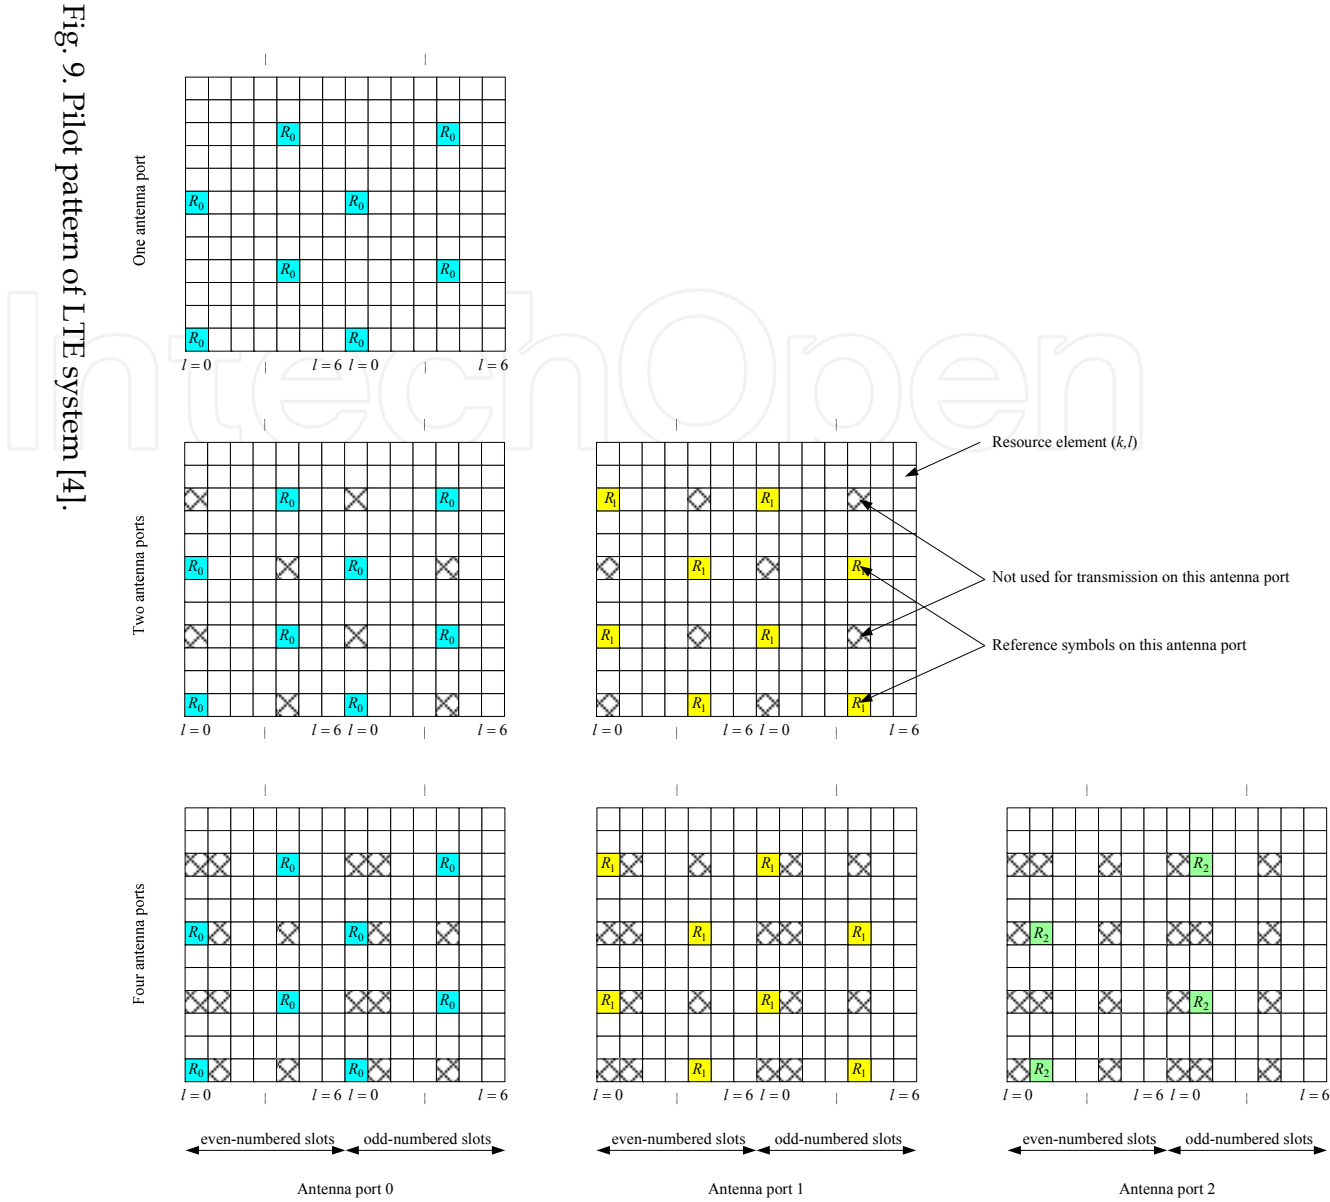 Fig. 9. Pilot pattern of LTE system [4].
One antenna port
R0 R0
R0 R0
R0 R0
R0 R0
l = 0 l = 6 l = 0 l = 6
IntechOpen
Two antenna ports
R0 R0
R0 R0
R0 R0
R0 R0
l = 0 l = 6 l = 0 l = 6
R1 R1
R1 R1
R1 R1
R1 R1
l = 0 l = 6 l = 0 l = 6
Resource element (k,l)
Not used for transmission on this antenna port
Reference symbols on this antenna port
Four antenna ports
R0 R0
R0 R0
R0 R0
R0 R0
l = 0 l = 6 l = 0 l = 6
R1 R1
R1 R1
R1 R1
R1 R1
l = 0 l = 6 l = 0 l = 6
R2
R2
R2
R2
l = 0 l = 6 l = 0 l = 6
even-numbered slots odd-numbered slots
even-numbered slots odd-numbered slots
even-numbered slots odd-numbered slots
Antenna port 0
Antenna port 1
Antenna port 2